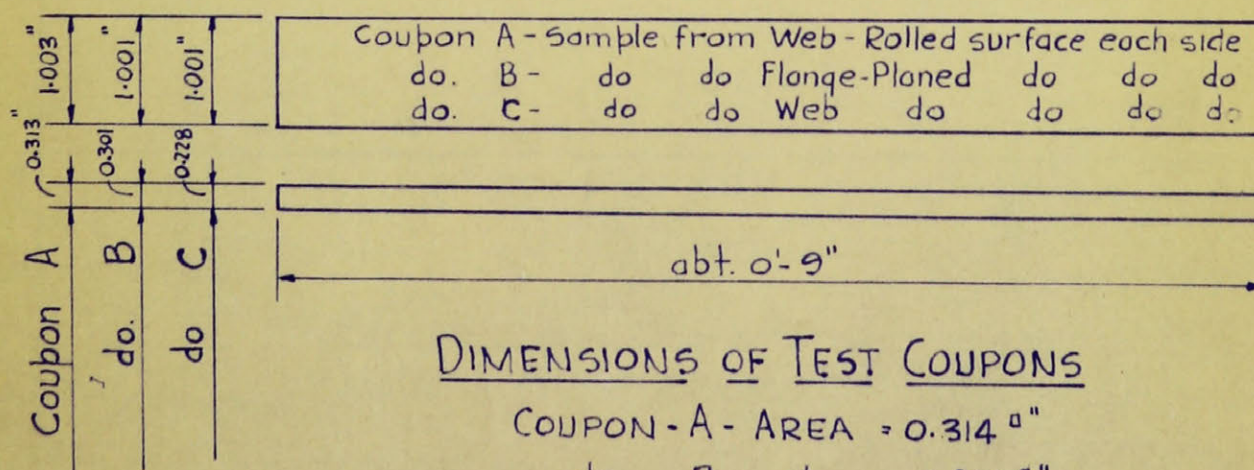 1.003"
1.001"
1.001"
0.313"
0.301
0.228
Coupon A
do. B
do C
Coupon A - Sample from Web - Rolled surface each side
do. B - do do Flange-Planed do do do
do. C - do do Web do do do do
abt. 0'-9"
DIMENSIONS OF TEST COUPONS
COUPON - A - AREA = 0.314 □"